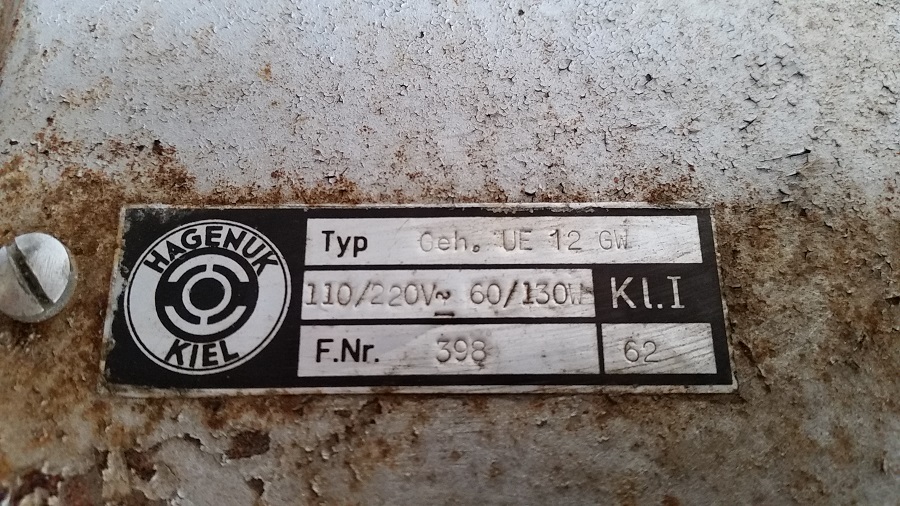 HAGENUK
KIEL
Typ Geh. UE 12 GW
110/220V≂ 60/130W Kl.I
F.Nr. 398 62